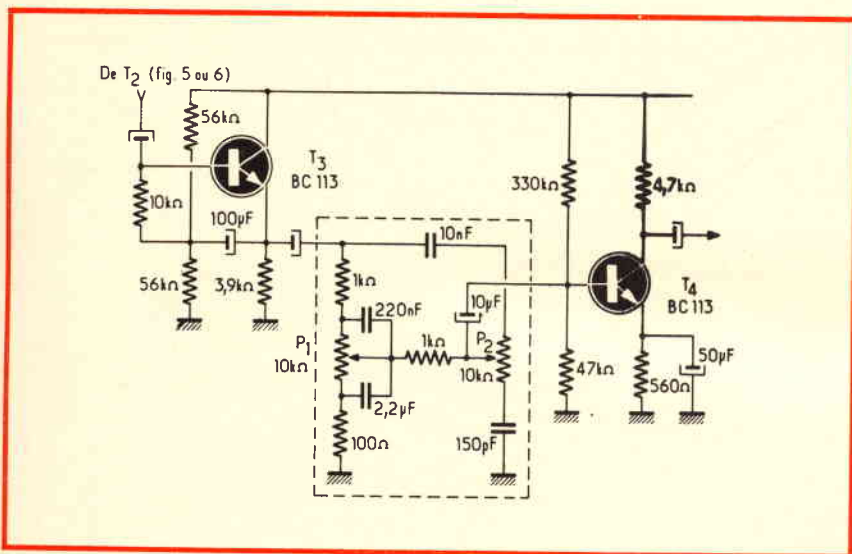 De T2 (fig. 5 ou 6)
56kΩ
T3
BC 113
10kΩ
100µF
56kΩ
3,9kΩ
10nF
1kΩ
220nF
P1
10kΩ
2,2µF
100Ω
1kΩ
10µF
P2
10kΩ
150pF
330kΩ
4,7kΩ
T4
BC 113
47kΩ
560Ω
50µF